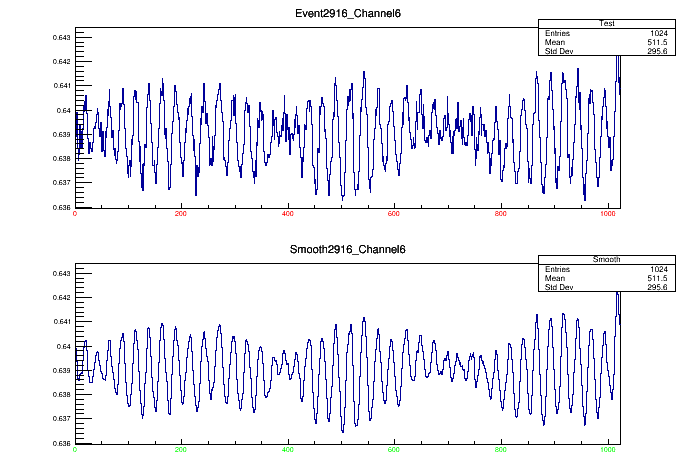 Event2916_Channel6
Test
Entries 1024
Mean 511.5
Std Dev 295.6
0.643
0.642
0.641
0.64
0.639
0.638
0.637
0.636
0 200 400 600 800 1000
Smooth2916_Channel6
Smooth
Entries 1024
Mean 511.5
Std Dev 295.6
0.643
0.642
0.641
0.64
0.639
0.638
0.637
0.636
0 200 400 600 800 1000